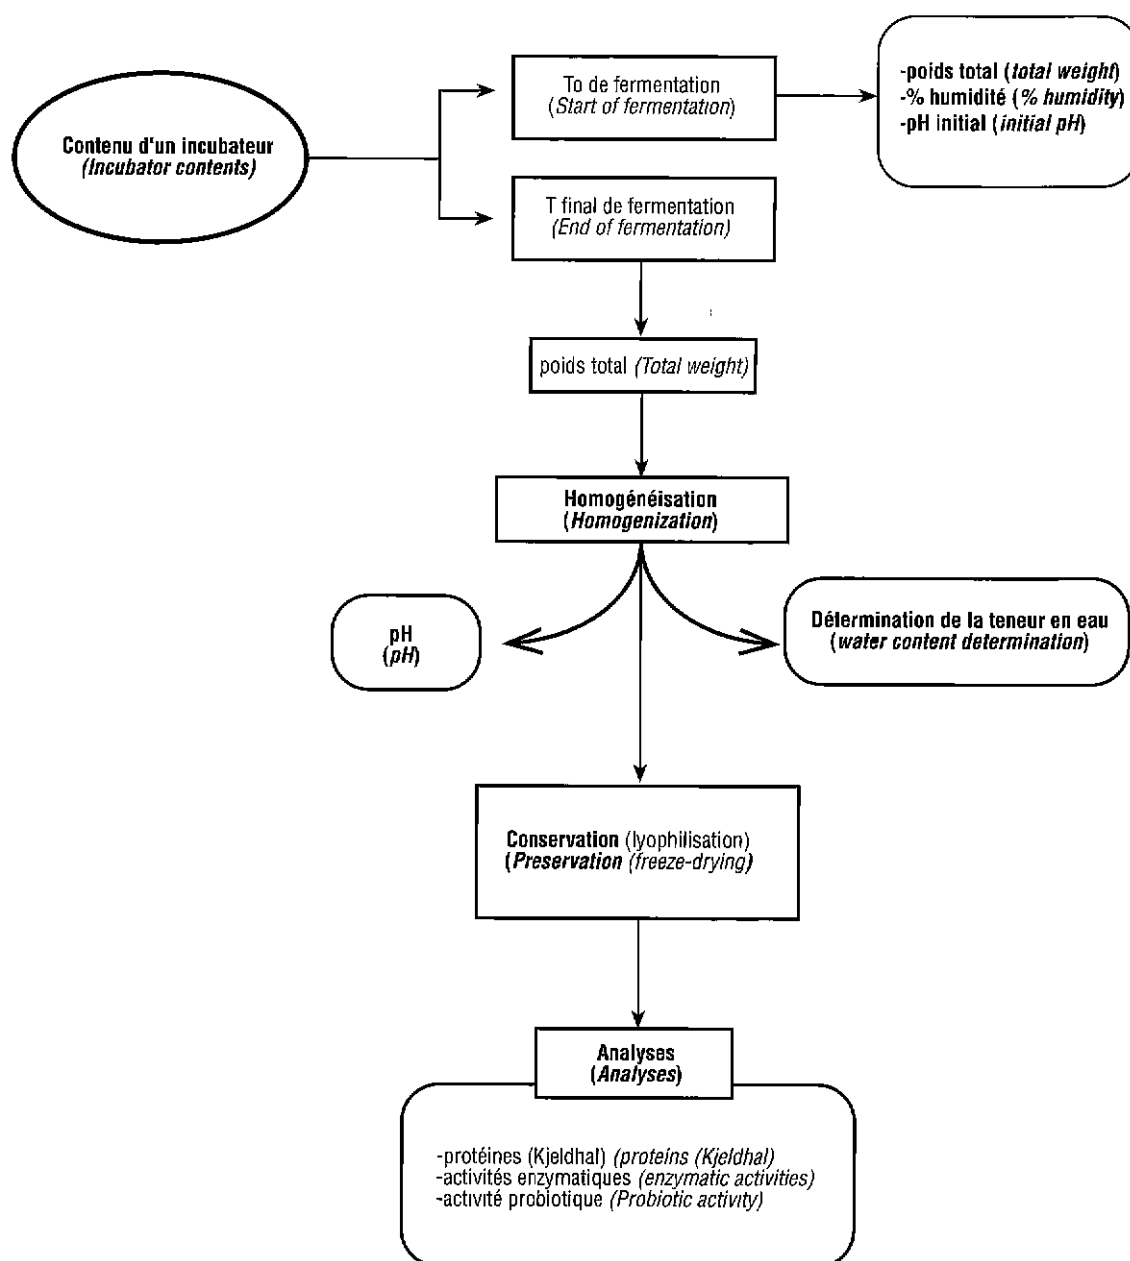 To de fermentation
(Start of fermentation)
-poids total (total weight)
-% humidité (% humidity)
-pH initial (initial pH)
Contenu d'un incubateur
(Incubator contents)
T final de fermentation
(End of fermentation)
poids total (Total weight)
Homogénéisation
(Homogenization)
pH
(pH)
Détermination de la teneur en eau
(water content determination)
Conservation (lyophilisation)
(Preservation (freeze-drying)
Analyses
(Analyses)
-protéines (Kjeldhal) (proteins (Kjeldhal)
-activités enzymatiques (enzymatic activities)
-activité probiotique (Probiotic activity)